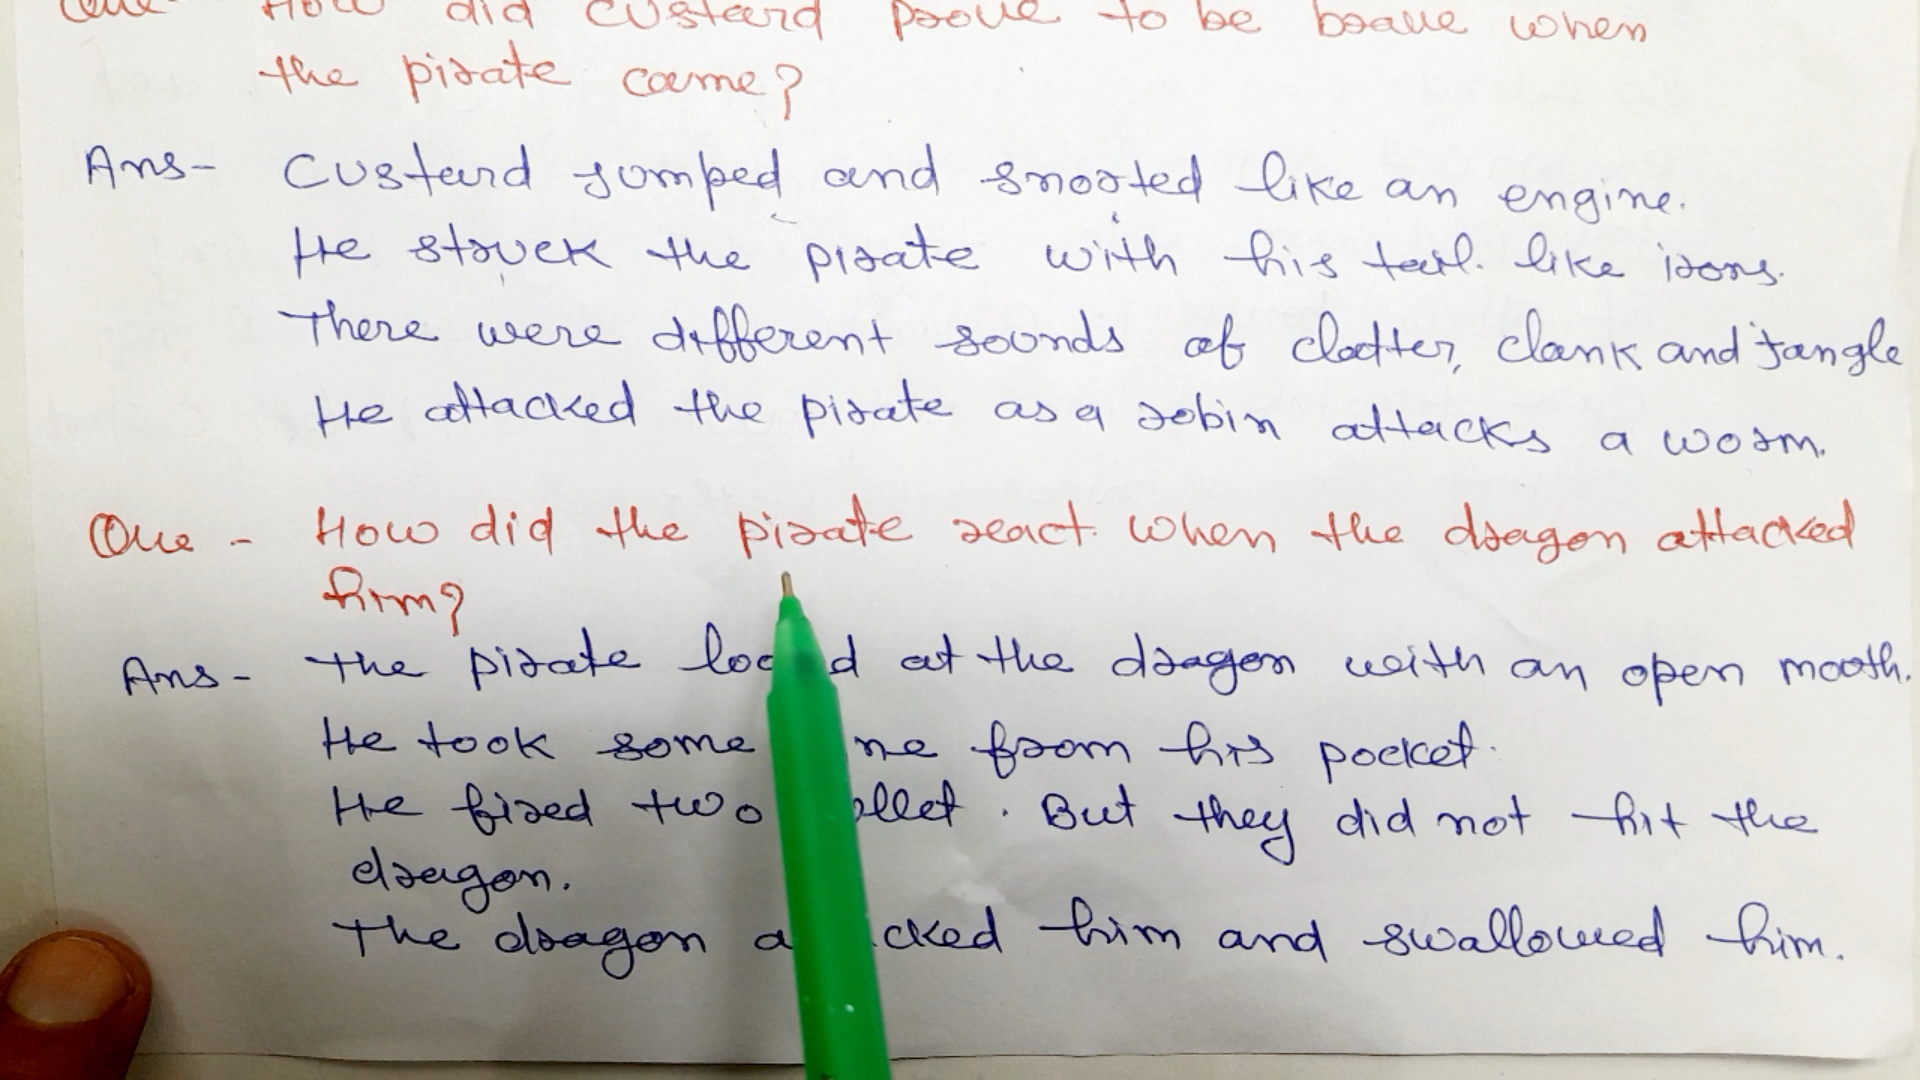 Que - How did custard prove to be brave when
the pirate came?
Ans- Custard jumped and snorted like an engine.
He struck the pirate with his tail. like irons.
There were different sounds of clatter, clank and jangle
He attacked the pirate as a robin attacks a worm.
Que - How did the pirate react when the dragon attacked
him?
Ans - The pirate looked at the dragon with an open mouth.
He took some from his pocket.
He fired two . But they did not hit the
dragon.
The dragon attacked him and swallowed him.